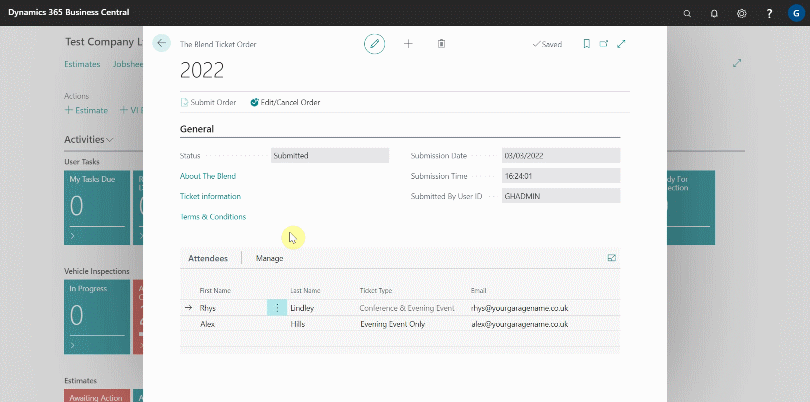 Dynamics 365 Business Central
?
G
Test Company L
Estimates Jobshe
Actions
+ Estimate + VI E
Activities
User Tasks
My Tasks Due
0
Vehicle Inspections
In Progress
0
Estimates
Awaiting Action
The Blend Ticket Order
Saved
2022
Submit Order Edit/Cancel Order
General
Status Submitted
Submission Date 03/03/2022
About The Blend
Submission Time 16:24:01
Ticket information
Submitted By User ID GHADMIN
Terms & Conditions
Attendees Manage
First Name Last Name Ticket Type Email
Rhys Lindley Conference & Evening Event rhys@yourgaragename.co.uk
Alex Hills Evening Event Only alex@yourgaragename.co.uk